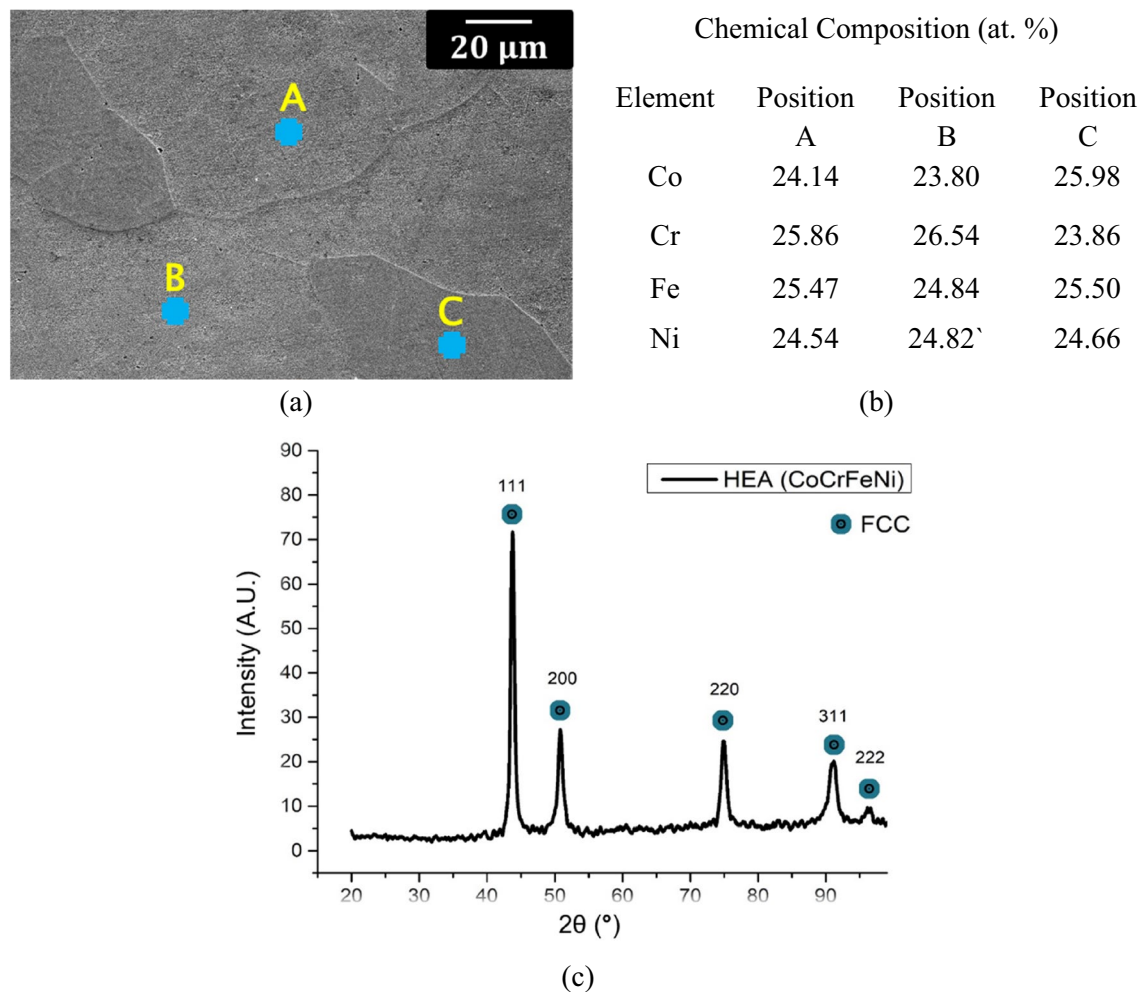 20 µm
A
B
C
(a)
Chemical Composition (at. %)
Element Position Position Position
A B C
Co 24.14 23.80 25.98
Cr 25.86 26.54 23.86
Fe 25.47 24.84 25.50
Ni 24.54 24.82` 24.66
(b)
90
80
70
60
50
40
30
20
10
0
Intensity (A.U.)
111
200
220
311
222
HEA (CoCrFeNi)
FCC
20 30 40 50 60 70 80 90
2θ (°)
(c)